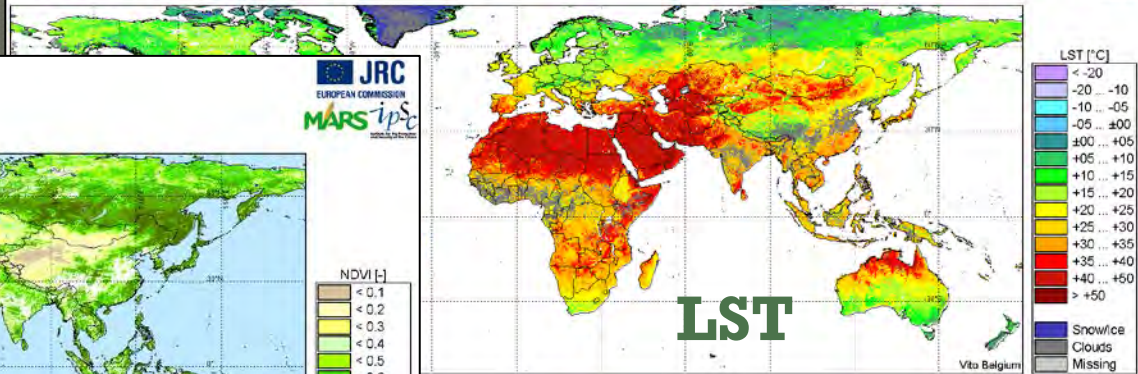 JRC
EUROPEAN COMMISSION
MARS ipSc
NDVI [-]
< 0.1
< 0.2
< 0.3
< 0.4
< 0.5
0°
LST
Vito Belgium
LST [°C]
< -20
-20 ... -10
-10 ... -05
-05 ... ±00
±00 ... +05
+05 ... +10
+10 ... +15
+15 ... +20
+20 ... +25
+25 ... +30
+30 ... +35
+35 ... +40
+40 ... +50
> +50
Snow/Ice
Clouds
Missing